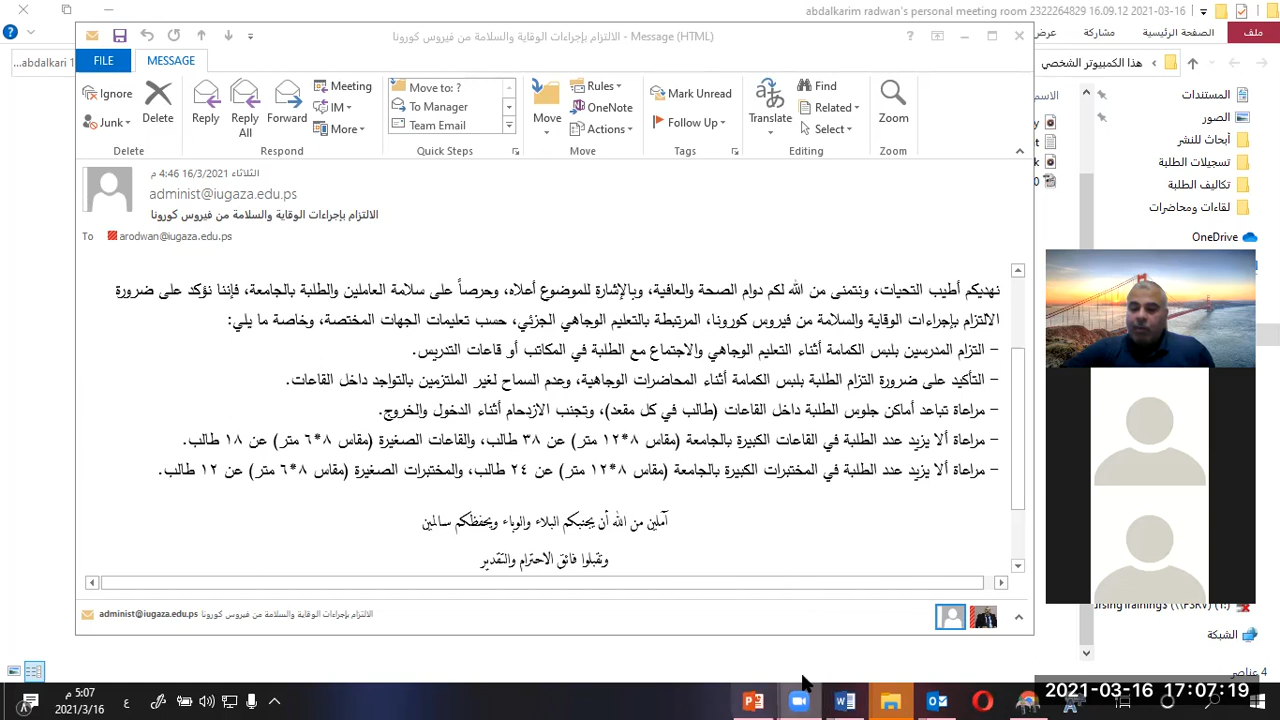 abdalkarim radwan's personal meeting room 2322264829 16.09.12 2021-03-16
ملف
الصفحة الرئيسية
مشاركة
عرض
هذا الكمبيوتر الشخصي
...abdalkari 1
الالتزام بإجراءات الوقاية والسلامة من فيروس كورونا - Message (HTML)
FILE
MESSAGE
Ignore
Junk
Delete
Delete
Reply
Reply All
Forward
Meeting
IM
More
Respond
Move to: ?
To Manager
Team Email
Quick Steps
Move
Rules
OneNote
Actions
Move
Mark Unread
Follow Up
Tags
Translate
Find
Related
Select
Editing
Zoom
Zoom
الثلاثاء 16/3/2021 4:46 م
administ@iugaza.edu.ps
الالتزام بإجراءات الوقاية والسلامة من فيروس كورونا
To arodwan@iugaza.edu.ps
نهديكم أطيب التحيات، ونتمنى من الله لكم دوام الصحة والعافية، وبالإشارة للموضوع أعلاه، وحرصاً على سلامة العاملين والطلبة بالجامعة، فإننا نؤكد على ضرورة
الالتزام بإجراءات الوقاية والسلامة من فيروس كورونا، المرتبطة بالتعليم الوجاهي الجزئي، حسب تعليمات الجهات المختصة، وخاصة ما يلي:
- التزام المدرسين بلبس الكمامة أثناء التعليم الوجاهي والاجتماع مع الطلبة في المكاتب أو قاعات التدريس.
- التأكيد على ضرورة التزام الطلبة بلبس الكمامة أثناء المحاضرات الوجاهية، وعدم السماح لغير الملتزمين بالتواجد داخل القاعات.
- مراعاة تباعد أماكن جلوس الطلبة داخل القاعات (طالب في كل مقعد)، وتجنب الازدحام أثناء الدخول والخروج.
- مراعاة ألا يزيد عدد الطلبة في القاعات الكبيرة بالجامعة (مقاس ٨*١٢ متر) عن ٣٨ طالب، والقاعات الصغيرة (مقاس ٨*٦ متر) عن ١٨ طالب.
- مراعاة ألا يزيد عدد الطلبة في المختبرات الكبيرة بالجامعة (مقاس ٨*١٢ متر) عن ٢٤ طالب، والمختبرات الصغيرة (مقاس ٨*٦ متر) عن ١٢ طالب.
آملين من الله أن يجنبكم البلاء والوباء ويحفظكم سالمين
وتقبلوا فائق الاحترام والتقدير
administ@iugaza.edu.ps الالتزام بإجراءات الوقاية والسلامة من فيروس كورونا
المستندات
الصور
أبحاث للنشر
تسجيلات الطلبة
تكاليف الطلبة
لقاءات ومحاضرات
OneDrive
الاسم
الشبكة
4 عناصر
5:07 م
2021/3/16
ع
2021-03-16 17:07:19